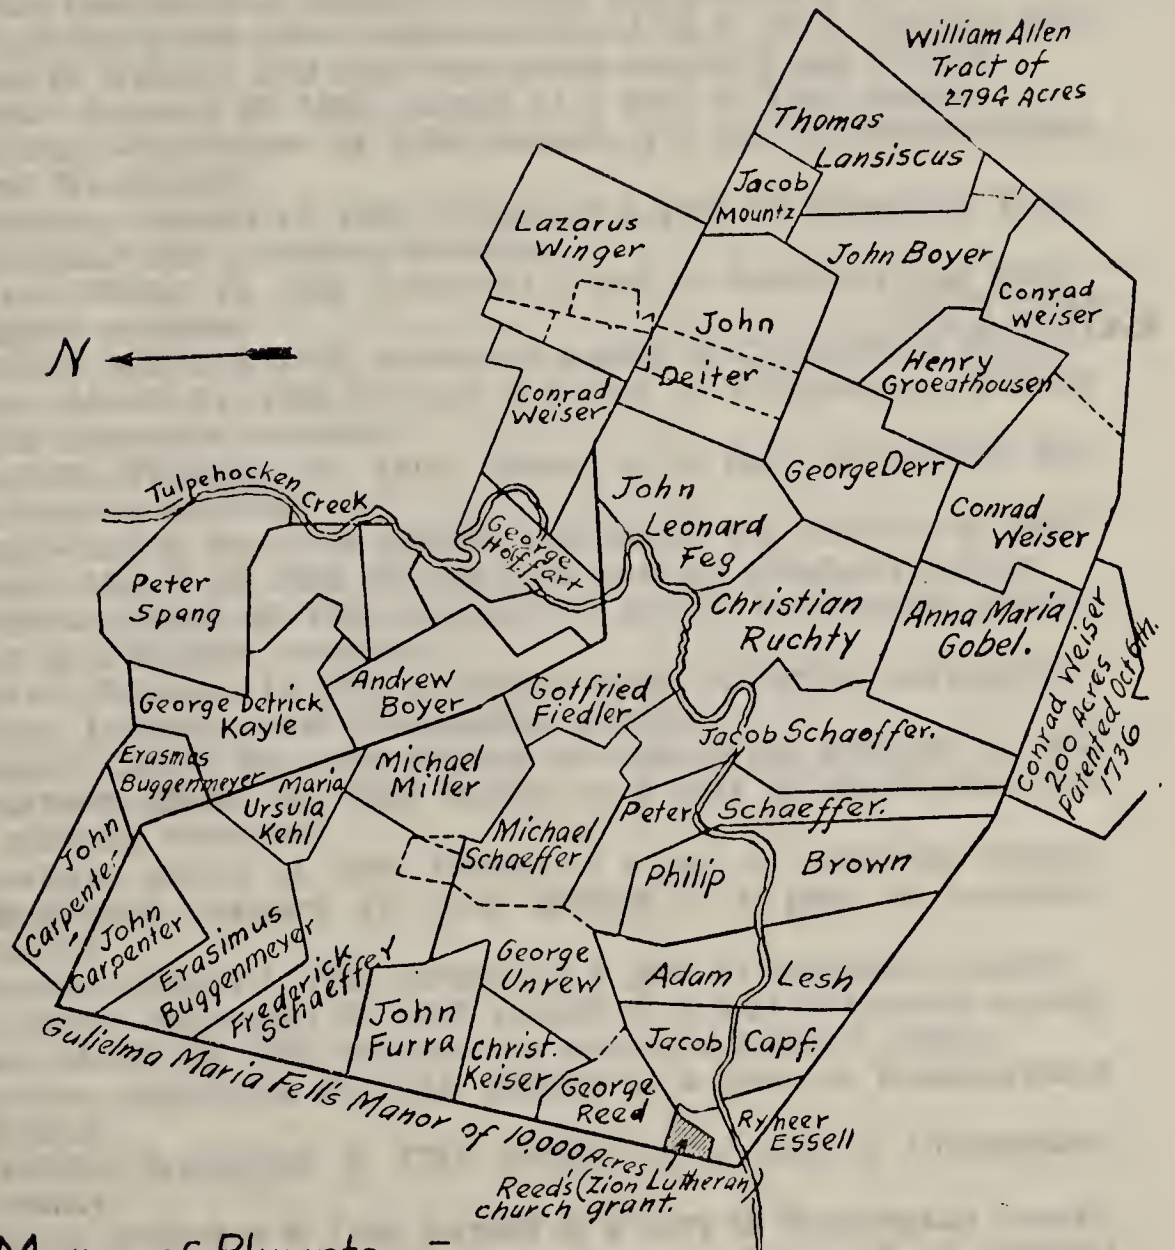 William Allen
Tract of
2794 Acres
Thomas
Lansiscus
Jacob
Mountz
Lazarus
Winger
John Boyer
Conrad
Weiser
John
Deiter
Henry
Groeathousen
N
Conrad
Weiser
George Derr
Tulpehocken Creek
John
Leonard
Feg
Conrad
Weiser
George
Hoffart
Peter
Spang
Christian
Ruchty
Anna Maria
Gobel.
Conrad Weiser
200 Acres
Patented Oct 6th.
1736
George Detrick
Kayle
Andrew
Boyer
Gotfried
Fiedler
Jacob Schaeffer.
Erasmus
Buggenmeyer
Maria
Ursula
Kehl
Michael
Miller
Michael
Schaeffer
Peter Schaeffer.
Philip Brown
John
Carpenter
John
Carpenter
Erasimus
Buggenmeyer
Frederick
Schaeffer
George
Unrew
Adam Lesh
John
Furra
Christ.
Keiser
Jacob Capf.
George
Reed
Ryneer
Essell
Gulielma Maria Fell's Manor of 10,000 Acres
Reed's (Zion Lutheran)
church grant.
of